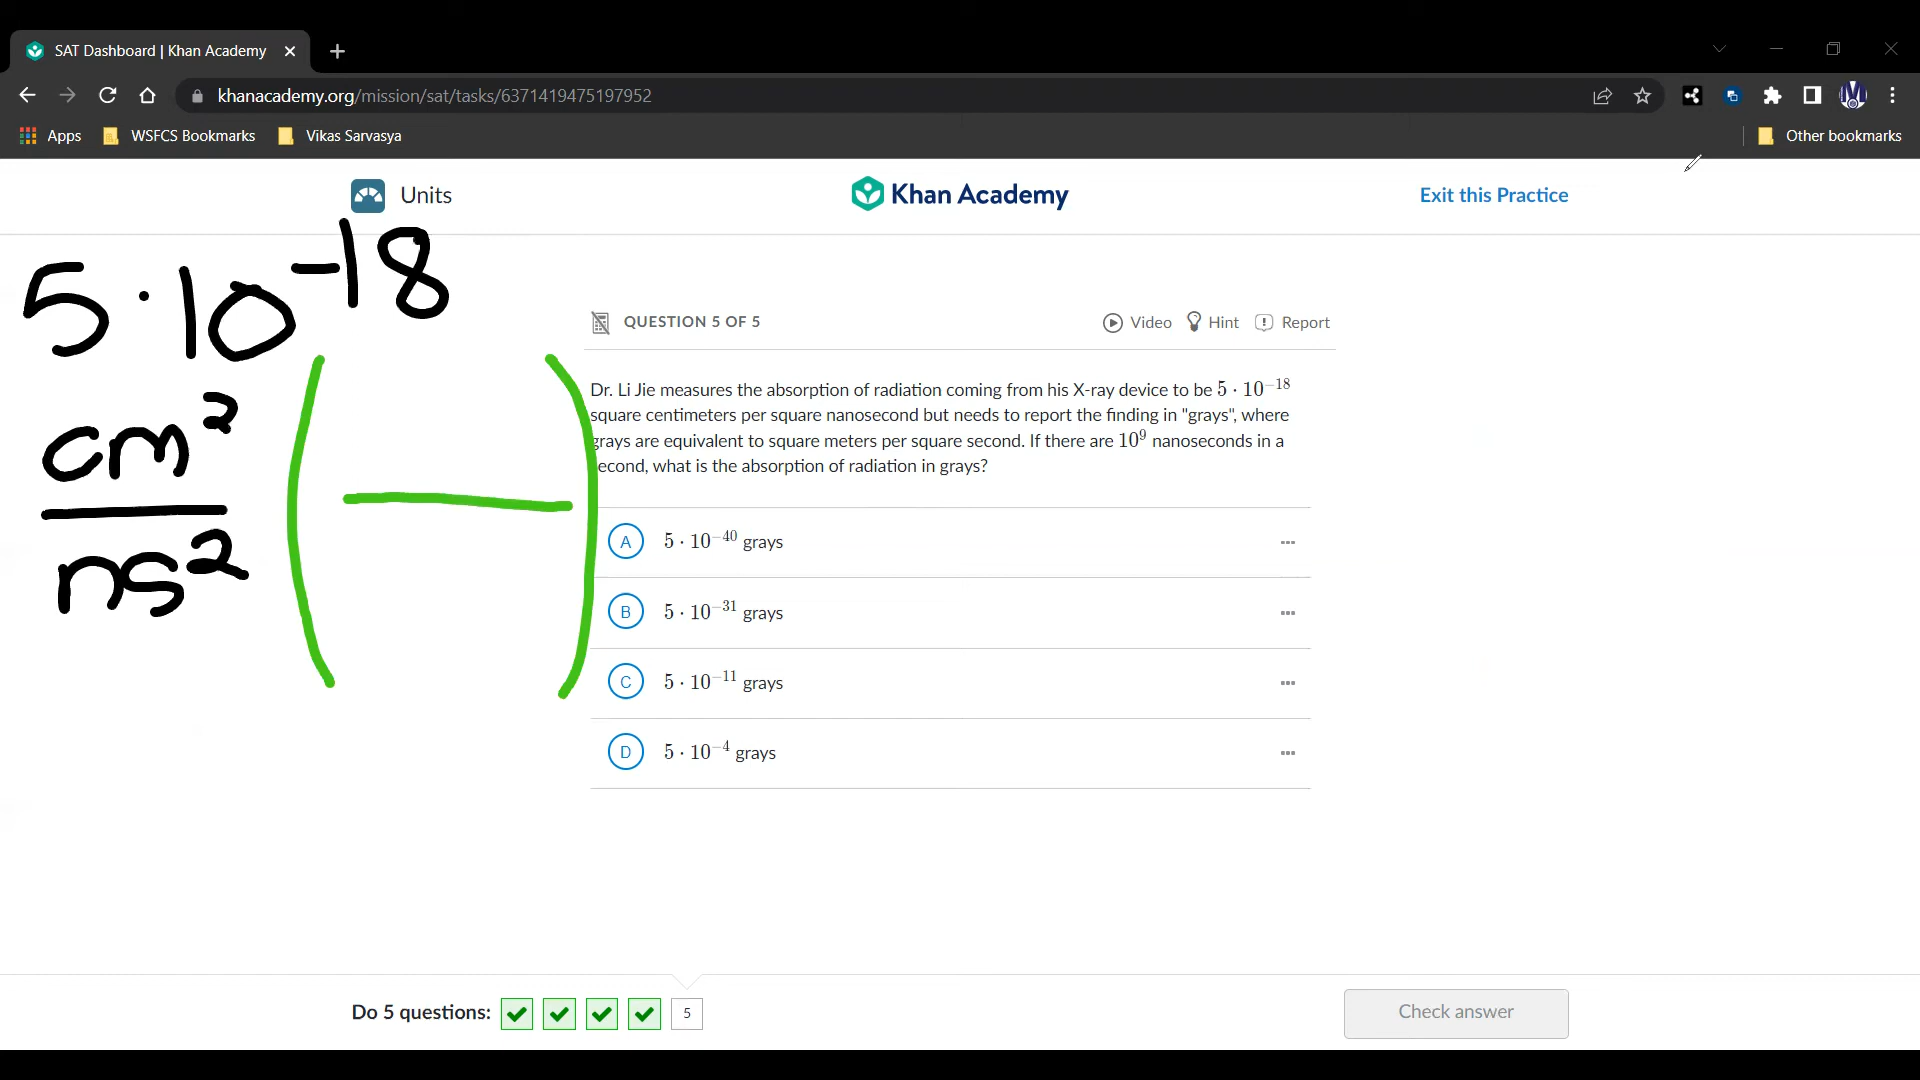 SAT Dashboard | Khan Academy
khanacademy.org/mission/sat/tasks/6371419475197952
Apps WSFCS Bookmarks Vikas Sarvasya Other bookmarks
Units Khan Academy Exit this Practice
5·10⁻¹⁸
cm²
ns²
QUESTION 5 OF 5 Video Hint Report
Dr. Li Jie measures the absorption of radiation coming from his X-ray device to be 5 · 10⁻¹⁸
square centimeters per square nanosecond but needs to report the finding in "grays", where
grays are equivalent to square meters per square second. If there are 10⁹ nanoseconds in a
second, what is the absorption of radiation in grays?
A 5 · 10⁻⁴⁰ grays
B 5 · 10⁻³¹ grays
C 5 · 10⁻¹¹ grays
D 5 · 10⁻⁴ grays
Do 5 questions: 5 Check answer